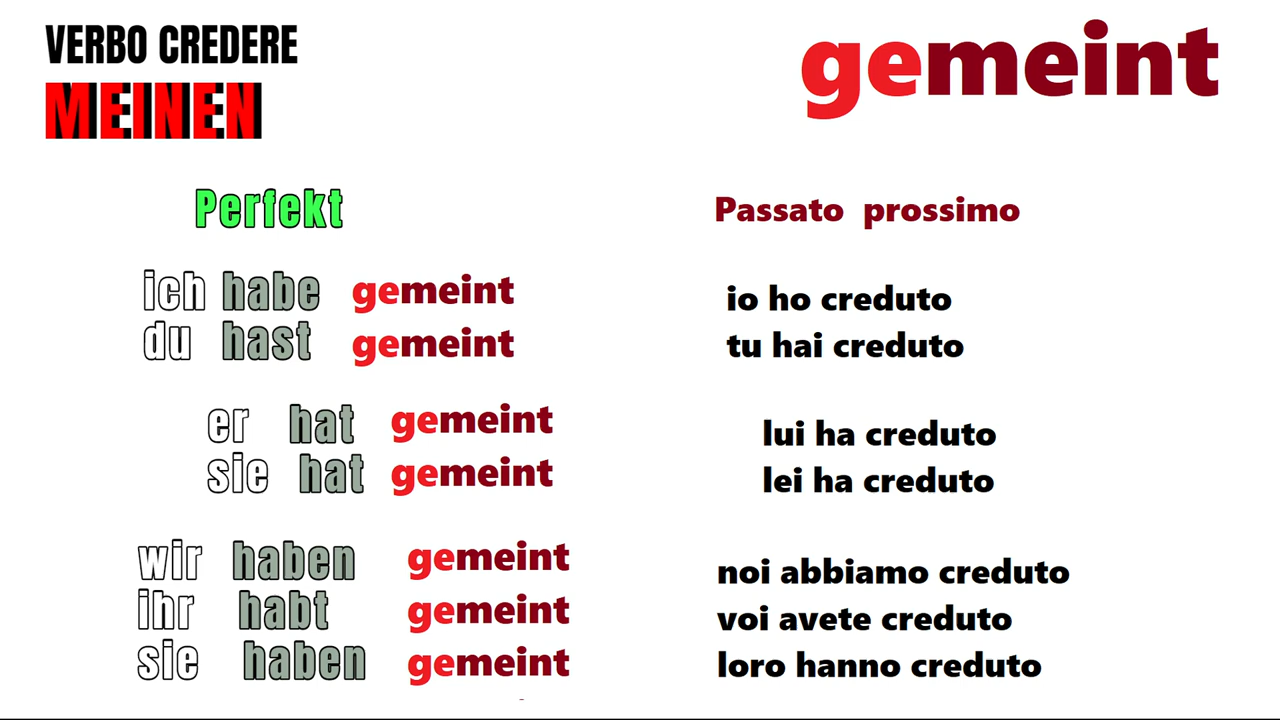 VERBO CREDERE
MEINEN
gemeint
Perfekt
Passato prossimo
ich habe gemeint
io ho creduto
du hast gemeint
tu hai creduto
er hat gemeint
lui ha creduto
sie hat gemeint
lei ha creduto
wir haben gemeint
noi abbiamo creduto
ihr habt gemeint
voi avete creduto
sie haben gemeint
loro hanno creduto